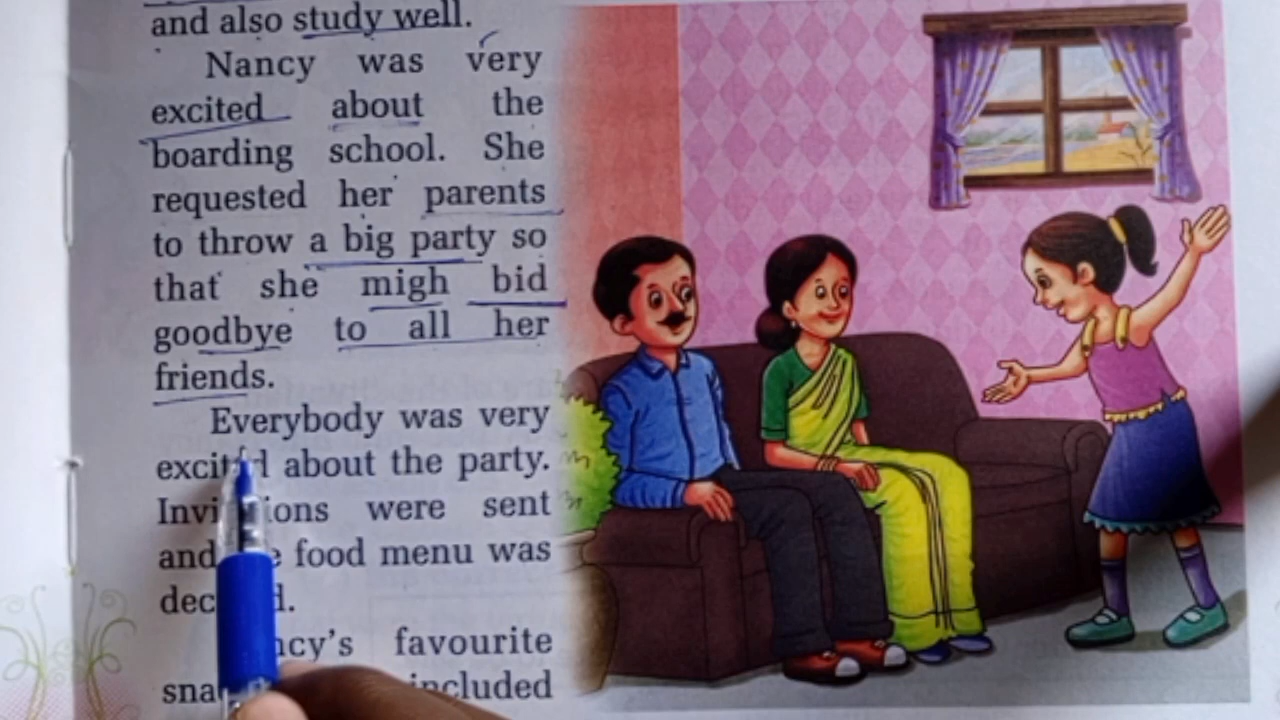 and also study well.
Nancy was very
excited about the
boarding school. She
requested her parents
to throw a big party so
that she migh bid
goodbye to all her
friends.
Everybody was very
about the party.
were sent
and food menu was
favourite
included